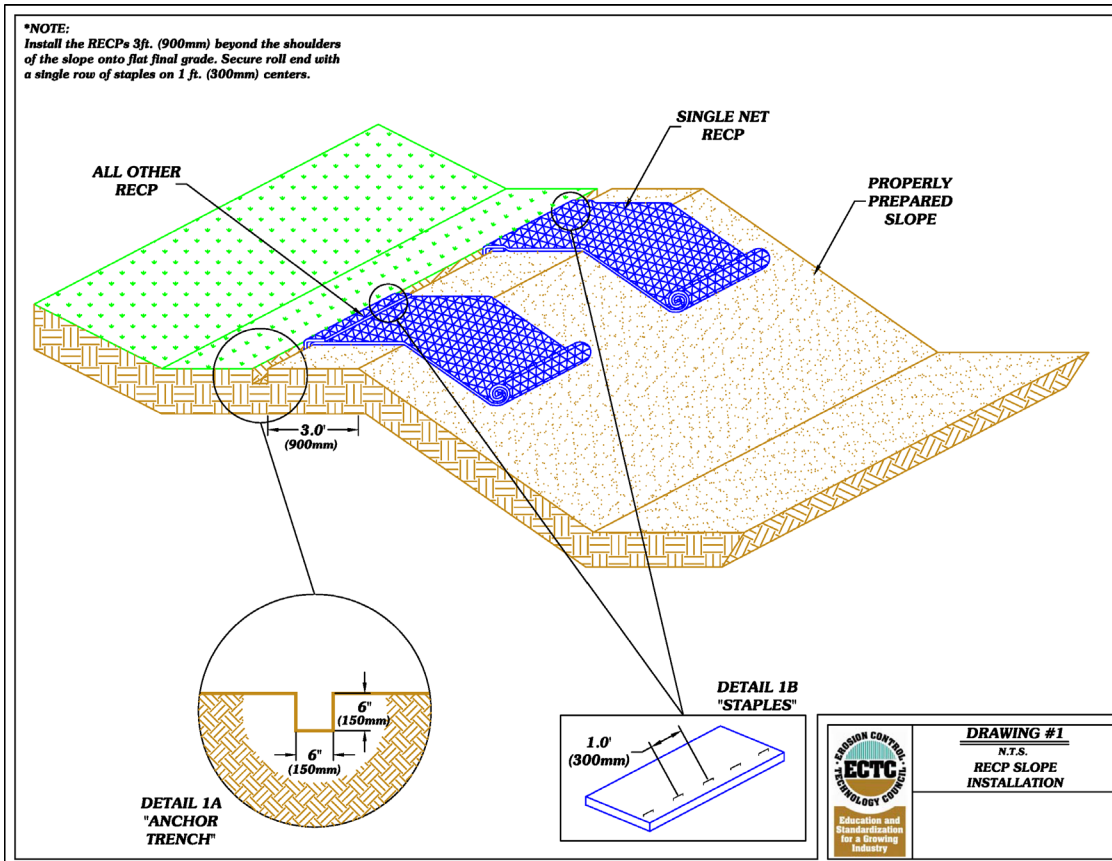 *NOTE:
Install the RECPs 3ft. (900mm) beyond the shoulders
of the slope onto flat final grade. Secure roll end with
a single row of staples on 1 ft. (300mm) centers.
SINGLE NET
RECP
ALL OTHER
RECP
PROPERLY
PREPARED
SLOPE
3.0'
(900mm)
6"
(150mm)
6"
(150mm)
DETAIL 1A
"ANCHOR
TRENCH"
DETAIL 1B
"STAPLES"
1.0'
(300mm)
EROSION CONTROL
ECTC
TECHNOLOGY COUNCIL
Education and
Standardization
for a Growing
Industry
DRAWING #1
N.T.S.
RECP SLOPE
INSTALLATION